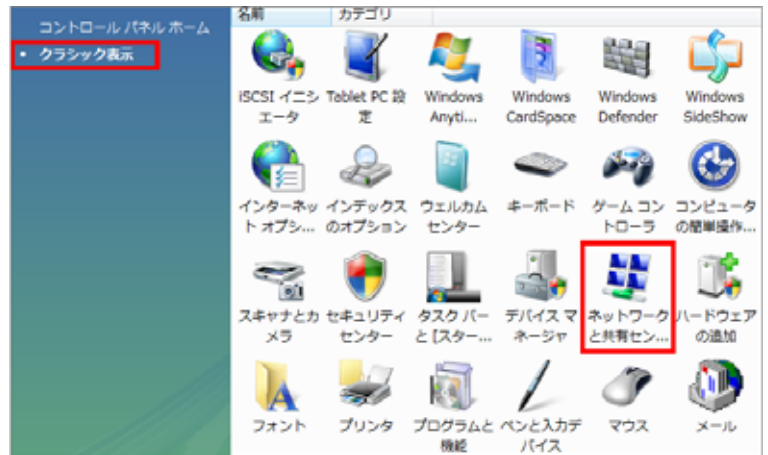 コントロール パネル ホーム
• クラシック表示
名前 カテゴリ
iSCSI イニシ
エータ
Tablet PC 設
定
Windows
Anyti...
Windows
CardSpace
Windows
Defender
Windows
SideShow
インターネッ
ト オプシ...
インデックス
のオプション
ウェルカム
センター
キーボード
ゲーム コン
トローラ
コンピュータ
の簡単操作...
スキャナとカ
メラ
セキュリティ
センター
タスク バー
と [スター...
デバイス マ
ネージャ
ネットワーク
と共有セン...
ハードウェア
の追加
フォント
プリンタ
プログラムと
機能
ペンと入力デ
バイス
マウス
メール